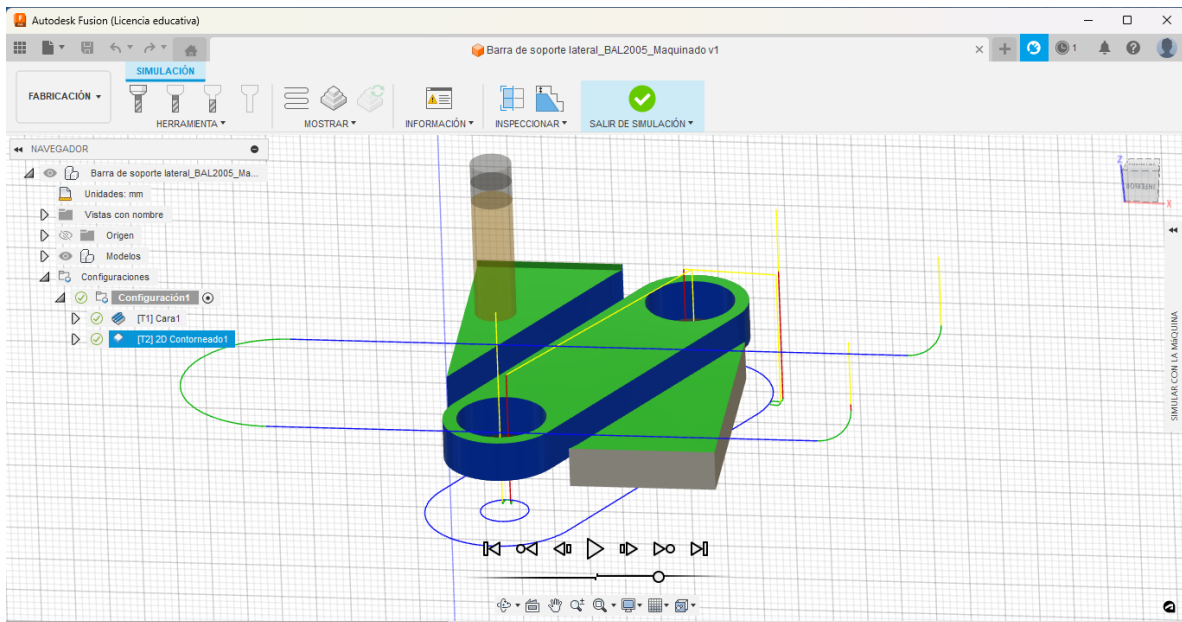 Autodesk Fusion (Licencia educativa)
Barra de soporte lateral_BAL2005_Maquinado v1
1
SIMULACIÓN
FABRICACIÓN
HERRAMIENTA
MOSTRAR
INFORMACIÓN
INSPECCIONAR
SALIR DE SIMULACIÓN
NAVEGADOR
Barra de soporte lateral_BAL2005_Ma...
Unidades: mm
Vistas con nombre
Origen
Modelos
Configuraciones
Configuración1
[T1] Cara1
[T2] 2D Contorneado1
Z
INFERIOR
X
SIMULAR CON LA MáQUINA